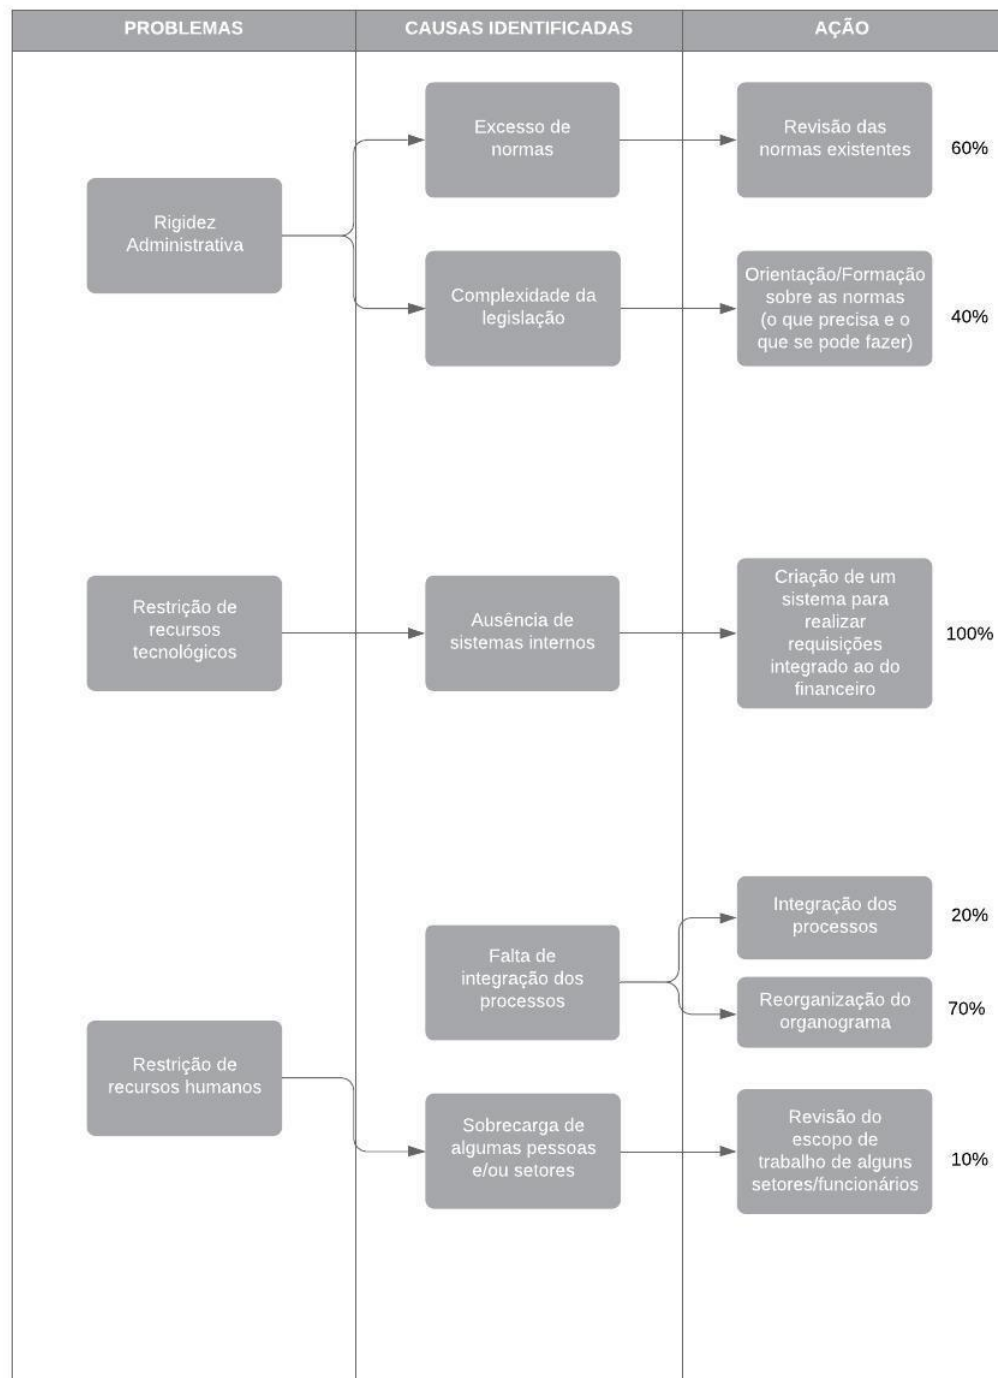 PROBLEMAS
CAUSAS IDENTIFICADAS
AÇÃO
Rigidez
Administrativa
Excesso de
normas
Revisão das
normas existentes
60%
Complexidade da
legislação
Orientação/Formação
sobre as normas
(o que precisa e o
que se pode fazer)
40%
Restrição de
recursos
tecnológicos
Ausência de
sistemas internos
Criação de um
sistema para
realizar
requisições
integrado ao do
financeiro
100%
Restrição de
recursos humanos
Falta de
integração dos
processos
Integração dos
processos
20%
Reorganização do
organograma
70%
Sobrecarga de
algumas pessoas
e/ou setores
Revisão do
escopo de
trabalho de alguns
setores/funcionários
10%